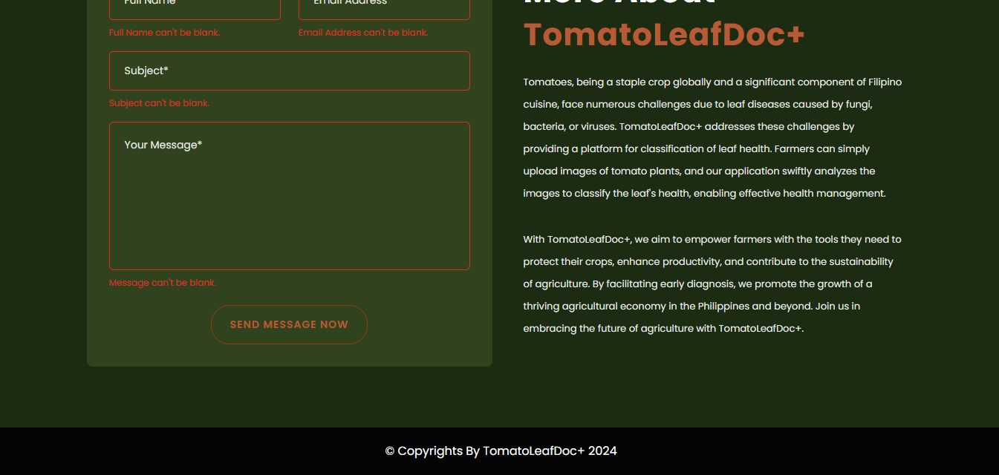 Full Name*
Email Address*
Full Name can't be blank.
Email Address can't be blank.
Subject*
Subject can't be blank.
Your Message*
Message can't be blank.
SEND MESSAGE NOW
More About
TomatoLeafDoc+
Tomatoes, being a staple crop globally and a significant component of Filipino
cuisine, face numerous challenges due to leaf diseases caused by fungi,
bacteria, or viruses. TomatoLeafDoc+ addresses these challenges by
providing a platform for classification of leaf health. Farmers can simply
upload images of tomato plants, and our application swiftly analyzes the
images to classify the leaf's health, enabling effective health management.
With TomatoLeafDoc+, we aim to empower farmers with the tools they need to
protect their crops, enhance productivity, and contribute to the sustainability
of agriculture. By facilitating early diagnosis, we promote the growth of a
thriving agricultural economy in the Philippines and beyond. Join us in
embracing the future of agriculture with TomatoLeafDoc+.
© Copyrights By TomatoLeafDoc+ 2024